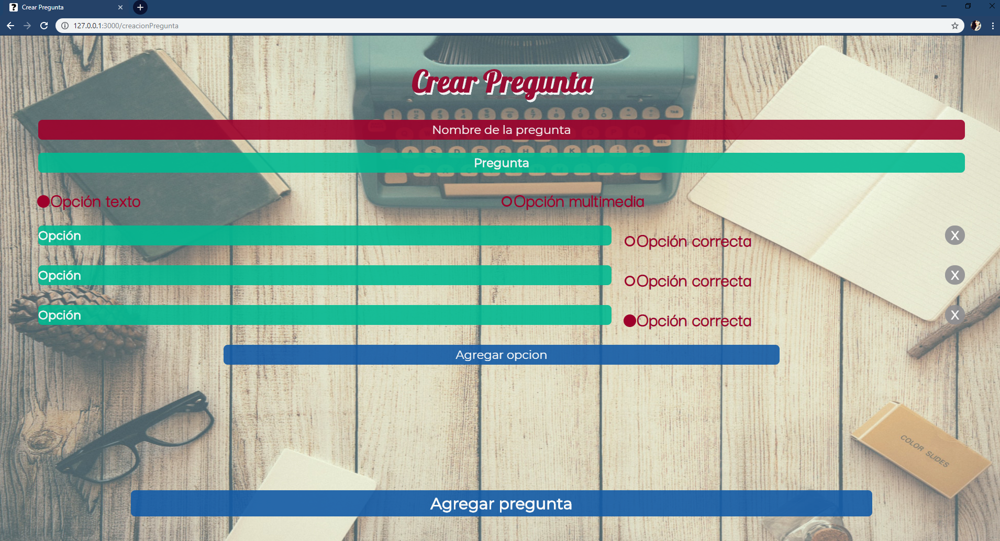 Crear Pregunta
127.0.0.1:3000/creacionPregunta
Crear Pregunta
Nombre de la pregunta
Pregunta
Opción texto
Opción multimedia
Opción
Opción correcta
X
Opción
Opción correcta
X
Opción
Opción correcta
X
Agregar opcion
COLOR SLIDES
Agregar pregunta